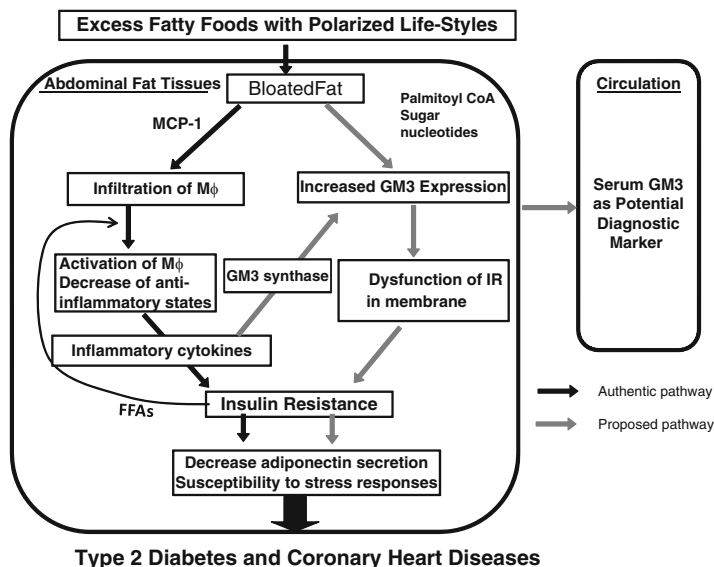 Excess Fatty Foods with Polarized Life-Styles
Abdominal Fat Tissues
BloatedFat
MCP-1
Palmitoyl CoA
Sugar
nucleotides
Infiltration of Mϕ
Increased GM3 Expression
Activation of Mϕ
Decrease of anti-
inflammatory states
GM3 synthase
Dysfunction of IR
in membrane
Inflammatory cytokines
FFAs
Insulin Resistance
Decrease adiponectin secretion
Susceptibility to stress responses
Type 2 Diabetes and Coronary Heart Diseases
Circulation
Serum GM3
as Potential
Diagnostic
Marker
Authentic pathway
Proposed pathway